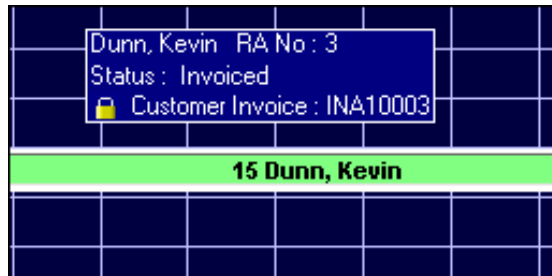 Dunn, Kevin RA No : 3
Status : Invoiced
Customer Invoice : INA10003
15 Dunn, Kevin